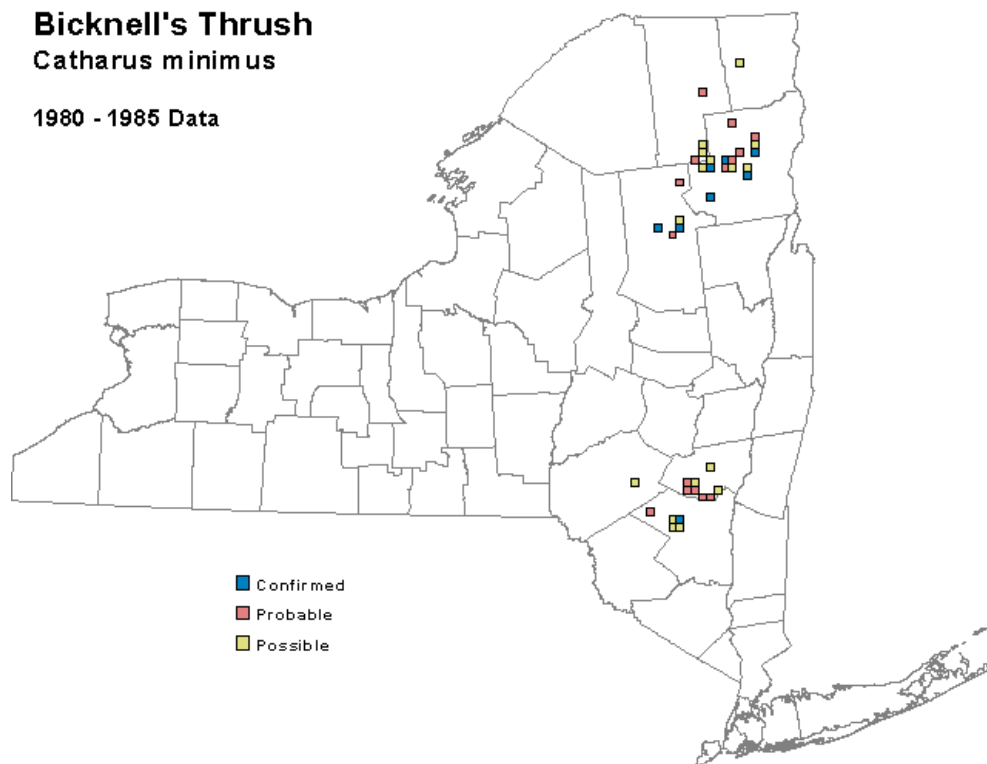 Bicknell's Thrush
Catharus minimus
1980 - 1985 Data
Confirmed
Probable
Possible